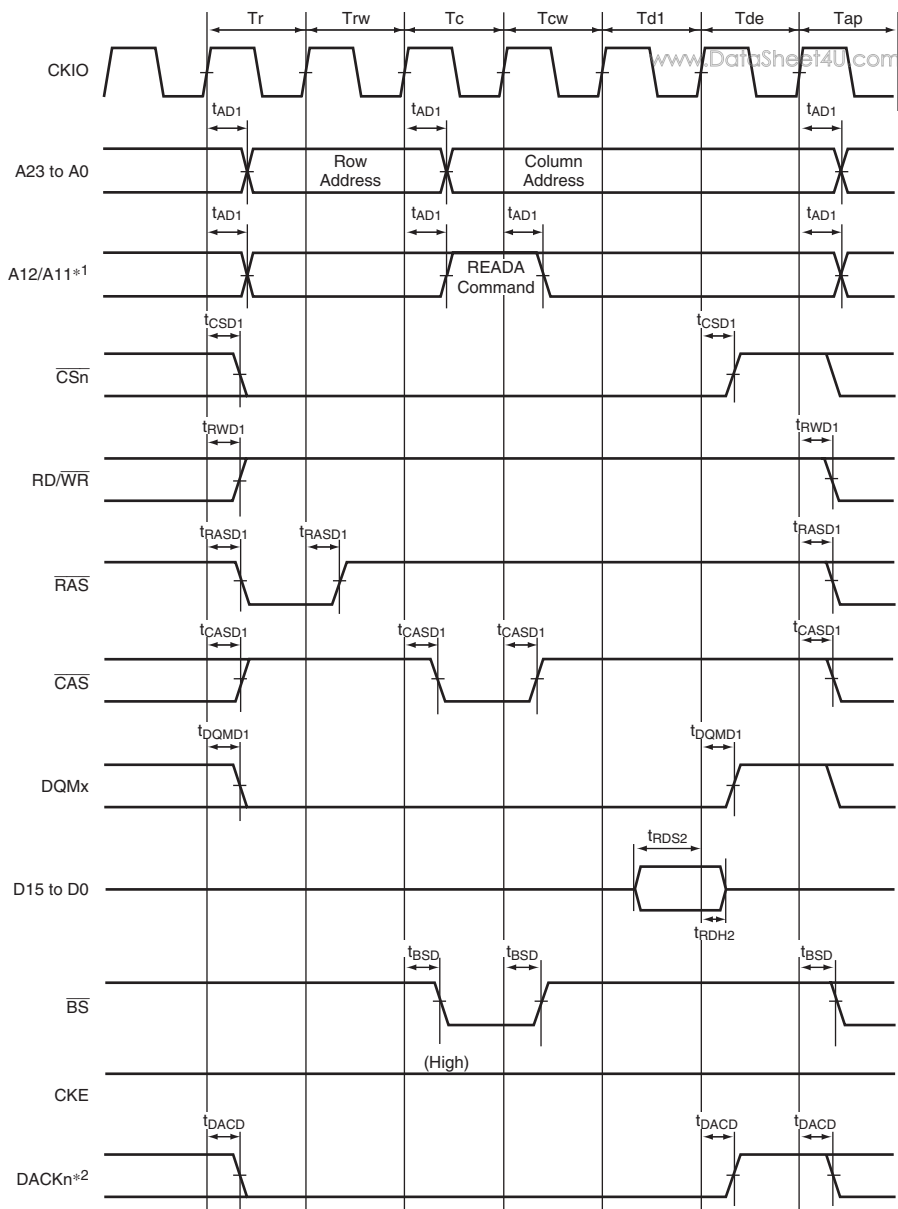 Tr Trw Tc Tcw Td1 Tde Tap
www.DataSheet4U.com
CKIO
tAD1 tAD1 tAD1
A23 to A0 Row Address Column Address
tAD1 tAD1 tAD1 tAD1
A12/A11*1 READA Command
tCSD1 tCSD1
CSn
tRWD1 tRWD1
RD/WR
tRASD1 tRASD1 tRASD1
RAS
tCASD1 tCASD1 tCASD1 tCASD1
CAS
tDQMD1 tDQMD1
DQMx
tRDS2
D15 to D0
tRDH2
tBSD tBSD tBSD
BS
(High)
CKE
tDACD tDACD tDACD
DACKn*2